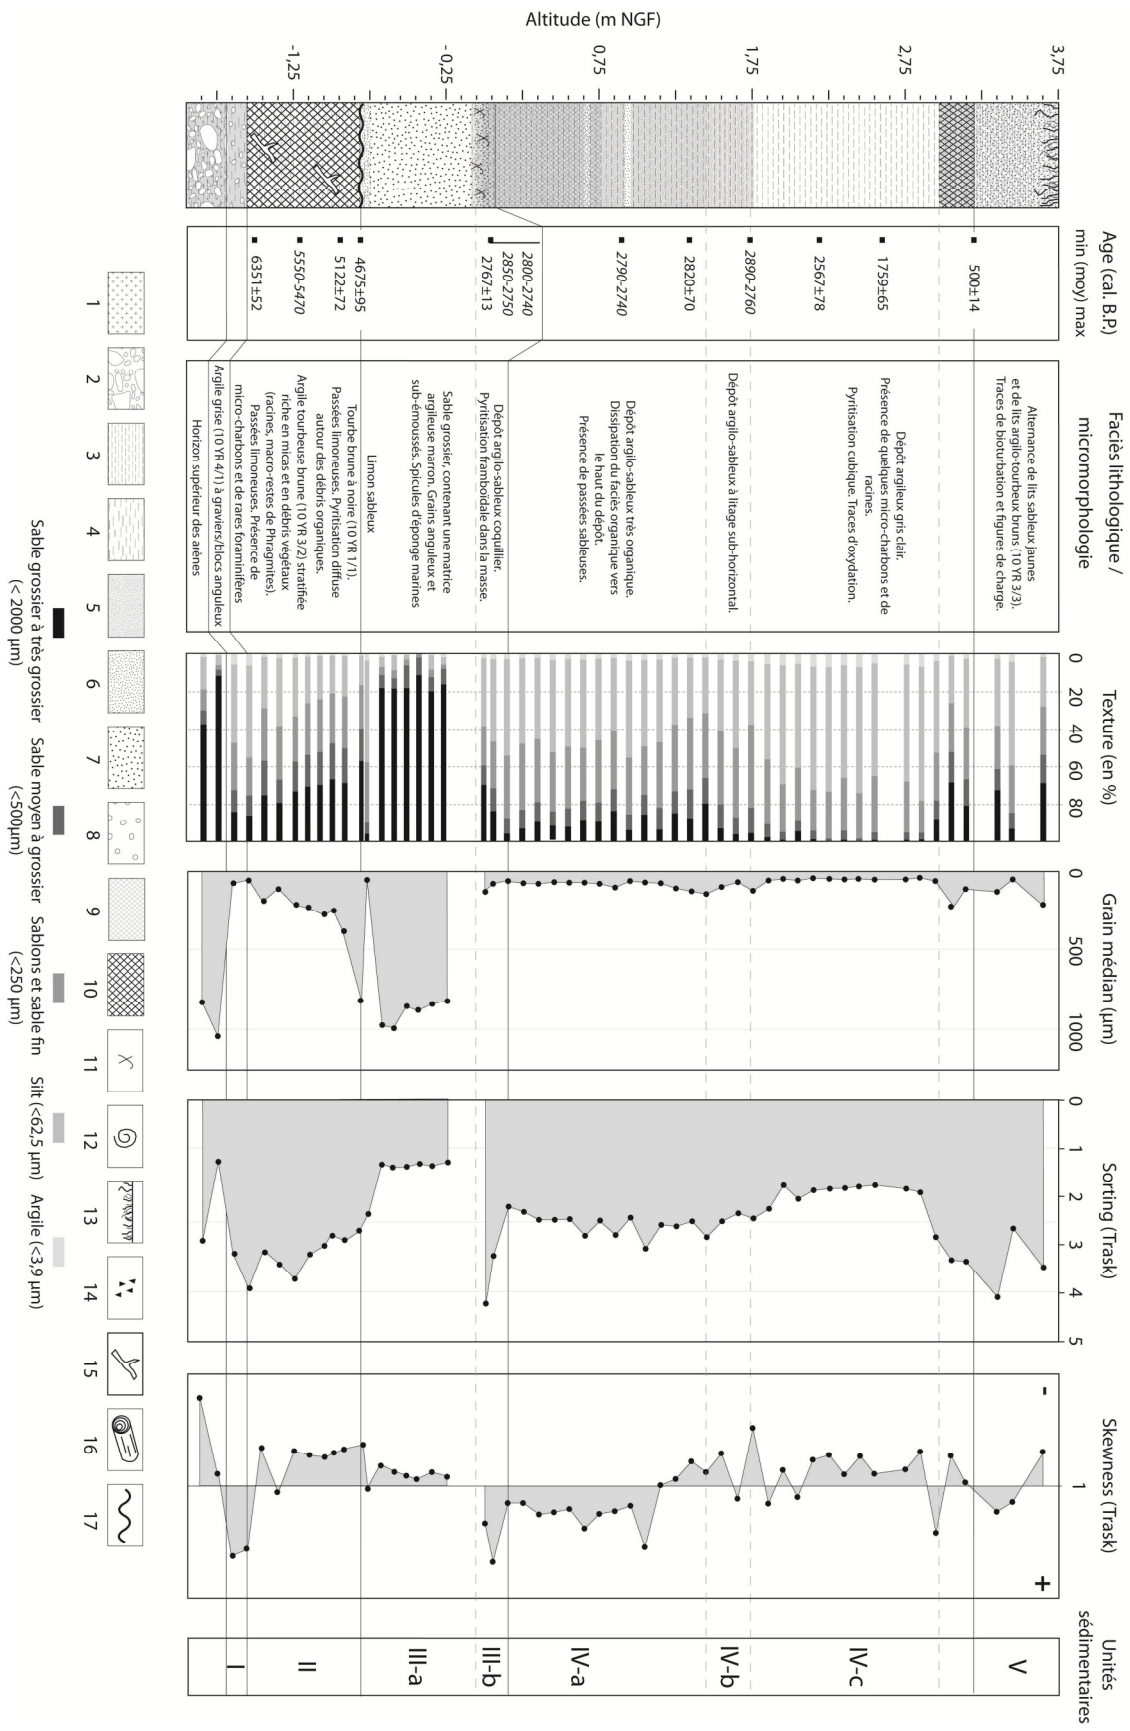 Altitude (m NGF)
3,75
2,75
1,75
0,75
-0,25
-1,25
Age (cal. B.P.)
min (moy) max
500±14
1759±65
2567±78
2890-2760
2820±70
2790-2740
2800-2740
2850-2750
2767±13
4675±95
5122±72
5550-5470
6351±52
Faciès lithologique /
micromorphologie
Alternance de lits sableux jaunes
et de lits argilo-tourbeux bruns (10 YR 3/3).
Traces de bioturbation et figures de charge.
Dépôt argileux gris clair.
Présence de quelques micro-charbons et de
racines.
Pyritisation cubique. Traces d'oxydation.
Dépôt argilo-sableux à litage sub-horizontal.
Dépôt argilo-sableux très organique.
Dissipation du faciès organique vers
le haut du dépôt.
Présence de passées sableuses.
Dépôt argilo-sableux coquillier.
Pyritisation framboïdale dans la masse.
Sable grossier, contenant une matrice
argileuse marron. Grains anguleux et
sub-émoussés. Spicules d'éponge marines
Limon sableux
Tourbe brune à noire (10 YR 1/1).
Passées limoneuses. Pyritisation diffuse
autour des débris organiques.
Argile tourbeuse brune (10 YR 3/2) stratifiée
riche en micas et en débris végétaux
(racines, macro-restes de Phragmites).
Passées limoneuses. Présence de
micro-charbons et de rares foraminifères
Argile grise (10 YR 4/1) à graviers/blocs anguleux
Horizon supérieur des arènes
Texture (en %)
0
20
40
60
80
Grain médian (µm)
0
500
1000
Sorting (Trask)
0
1
2
3
4
5
Skewness (Trask)
-
1
+
Unités
sédimentaires
V
IV-c
IV-b
IV-a
III-b
III-a
II
I
1
2
3
4
5
6
7
8
9
10
11
12
13
14
15
16
17
Sable grossier à très grossier
(< 2000 µm)
Sable moyen à grossier
(<500µm)
Sablons et sable fin
(<250 µm)
Silt (<62,5 µm)
Argile (<3,9 µm)